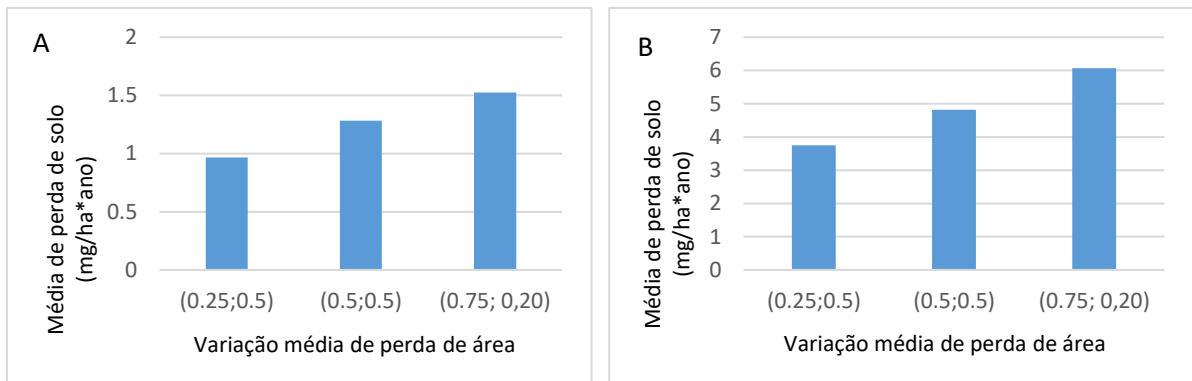 A
Média de perda de solo
(mg/ha*ano)
2
1.5
1
0.5
0
(0.25;0.5)
(0.5;0.5)
(0.75; 0,20)
Variação média de perda de área
B
Média de perda de solo
(mg/ha*ano)
7
6
5
4
3
2
1
0
(0.25;0.5)
(0.5;0.5)
(0.75; 0,20)
Variação média de perda de área